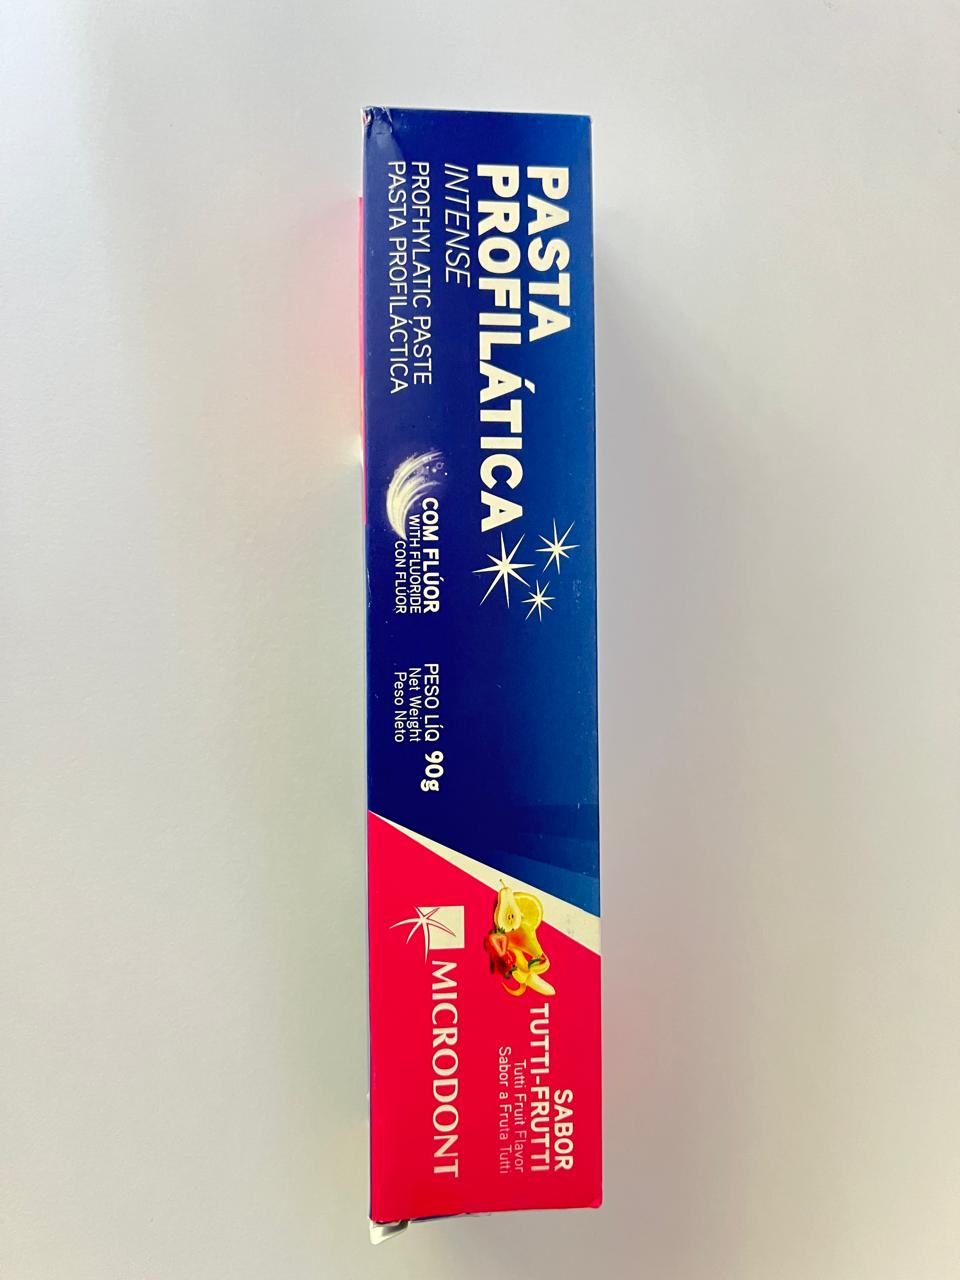 PASTA
PROFILÁTICA
INTENSE
PROFHYLATIC PASTE
PASTA PROFILÁCTICA
COM FLÚOR
WITH FLUORIDE
CON FLÚOR
PESO LÍQ 90g
Net Weight
Peso Neto
SABOR
TUTTI-FRUTTI
Tutti Fruit Flavor
Sabor a Fruta Tutti
MICRODONT